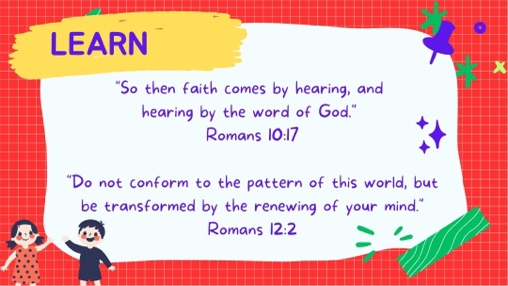 LEARN
"So then faith comes by hearing, and
hearing by the word of God."
Romans 10:17
"Do not conform to the pattern of this world, but
be transformed by the renewing of your mind."
Romans 12:2